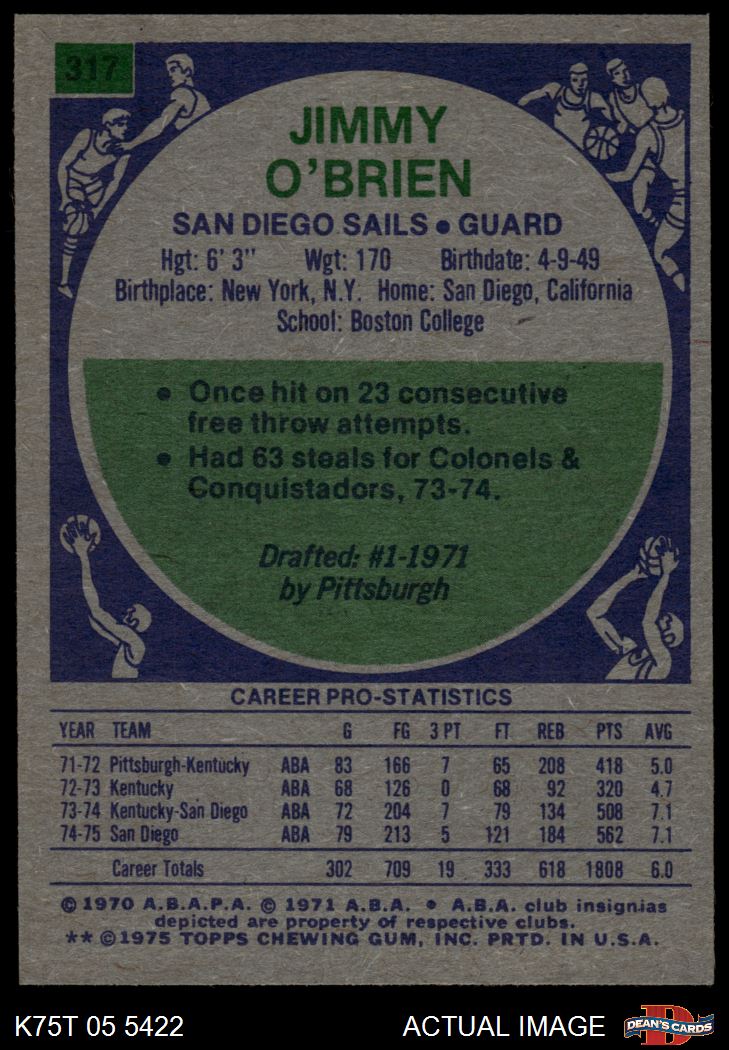 317
JIMMY
O'BRIEN
SAN DIEGO SAILS • GUARD
Hgt: 6' 3" Wgt: 170 Birthdate: 4-9-49
Birthplace: New York, N.Y. Home: San Diego, California
School: Boston College
• Once hit on 23 consecutive
free throw attempts.
• Had 63 steals for Colonels &
Conquistadors, 73-74.
Drafted: #1-1971
by Pittsburgh
CAREER PRO-STATISTICS
YEAR TEAM G FG 3 PT FT REB PTS AVG
71-72 Pittsburgh-Kentucky ABA 83 166 7 65 208 418 5.0
72-73 Kentucky ABA 68 126 0 68 92 320 4.7
73-74 Kentucky-San Diego ABA 72 204 7 79 134 508 7.1
74-75 San Diego ABA 79 213 5 121 184 562 7.1
Career Totals 302 709 19 333 618 1808 6.0
© 1970 A.B.A.P.A. © 1971 A.B.A. • A.B.A. club insignias
depicted are property of respective clubs.
** © 1975 TOPPS CHEWING GUM, INC. PRTD. IN U.S.A.
K75T 05 5422 ACTUAL IMAGE
D
DEAN'S CARDS